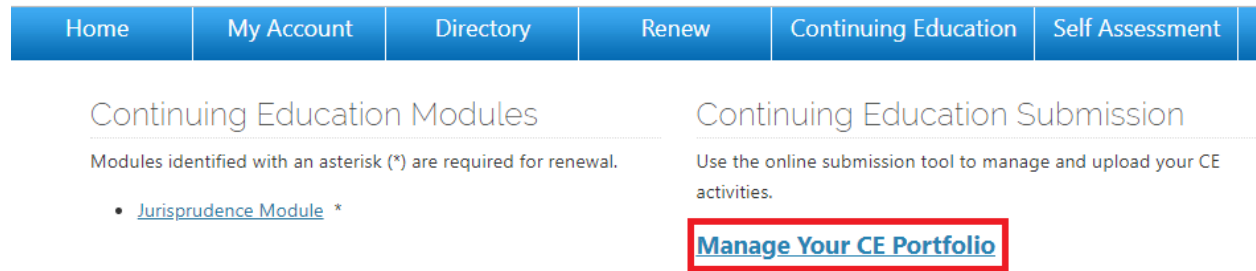 Home My Account Directory Renew Continuing Education Self Assessment
Continuing Education Modules
Modules identified with an asterisk (*) are required for renewal.
• Jurisprudence Module *
Continuing Education Submission
Use the online submission tool to manage and upload your CE
activities.
Manage Your CE Portfolio